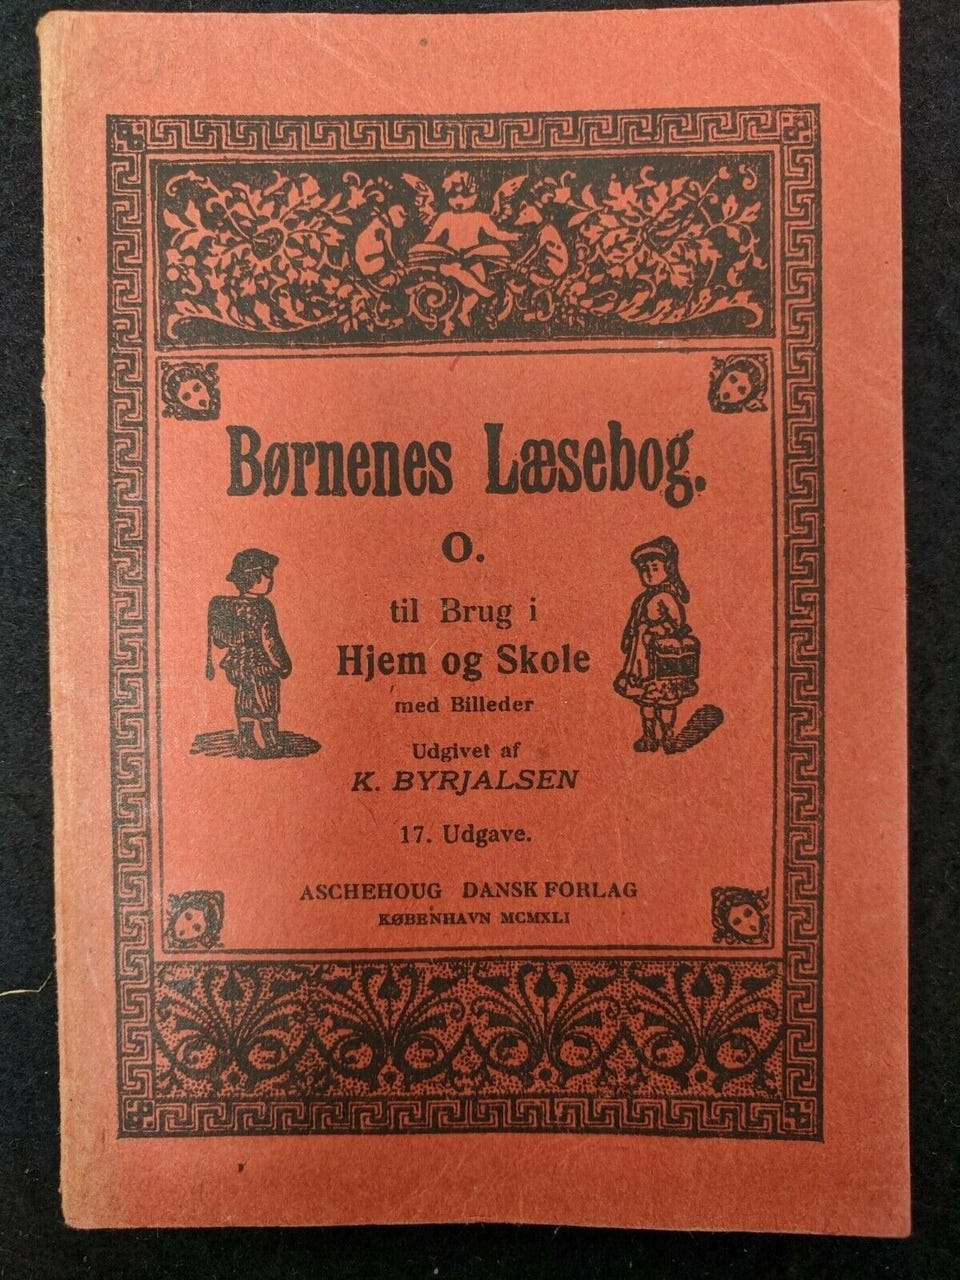 Børnenes Læsebog.
O.
til Brug i
Hjem og Skole
med Billeder
Udgivet af
K. BYRJALSEN
17. Udgave.
ASCHEHOUG DANSK FORLAG
KØBENHAVN MCMXLI